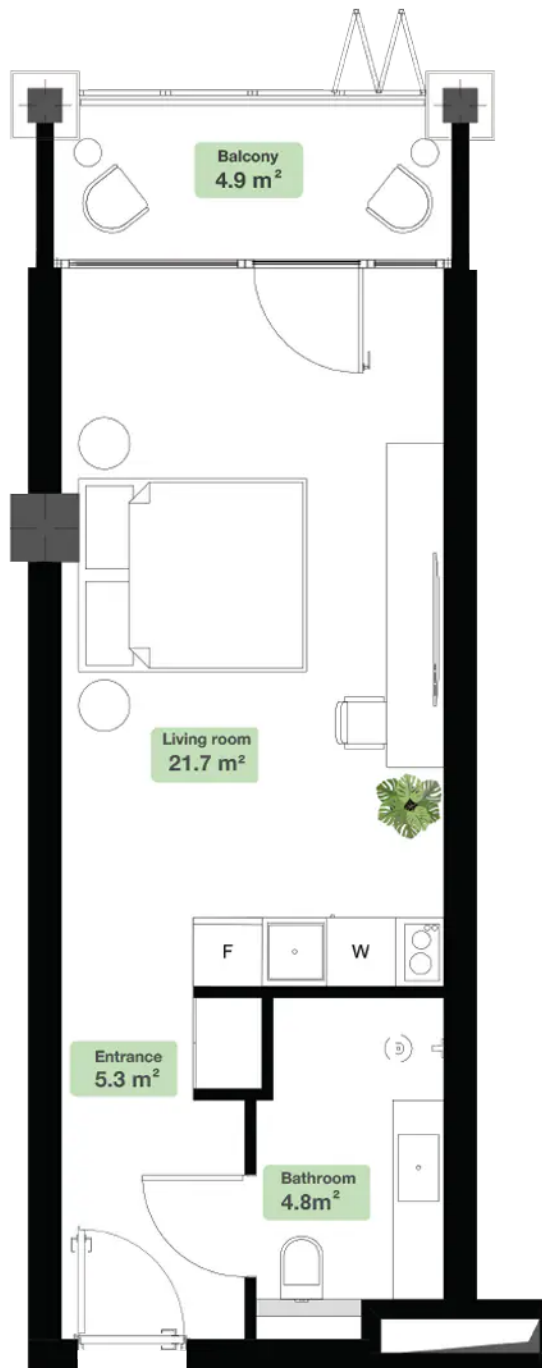 Balcony
4.9 m²
Living room
21.7 m²
F
W
Entrance
5.3 m²
Bathroom
4.8m²